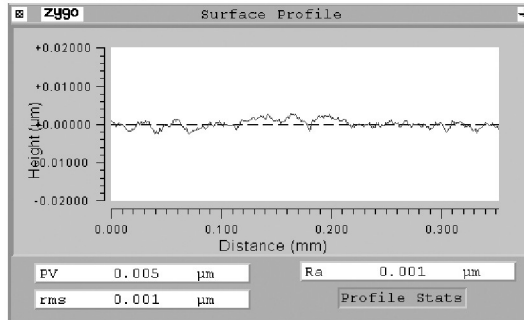 zygo Surface Profile
+0.02000
+0.01000
+0.00000
Height (µm)
-0.01000
-0.02000
0.000 0.100 0.200 0.300
Distance (mm)
PV 0.005 µm
rms 0.001 µm
Ra 0.001 µm
Profile Stats